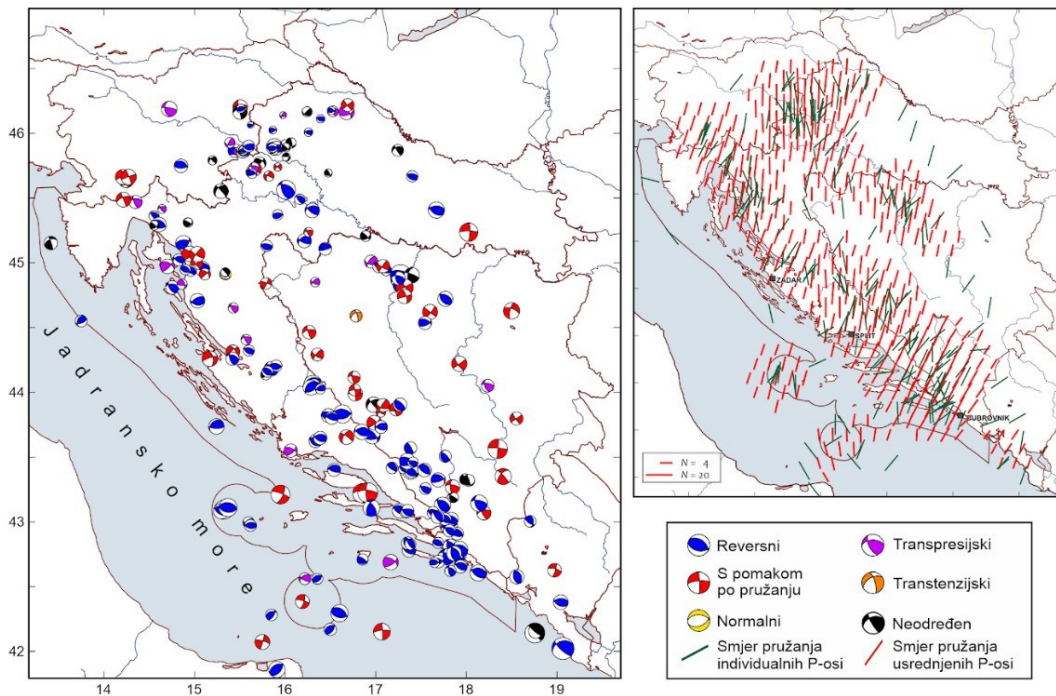 46
45
44
43
42
14
15
16
17
18
19
Jadransko more
ZADAR
SPLIT
DUBROVNIK
N = 4
N = 20
Reversni
S pomakom
po pružanju
Normalni
Smjer pružanja
individualnih P-osi
Transpresijski
Transtenzijski
Neodređen
Smjer pružanja
usrednjenih P-osi